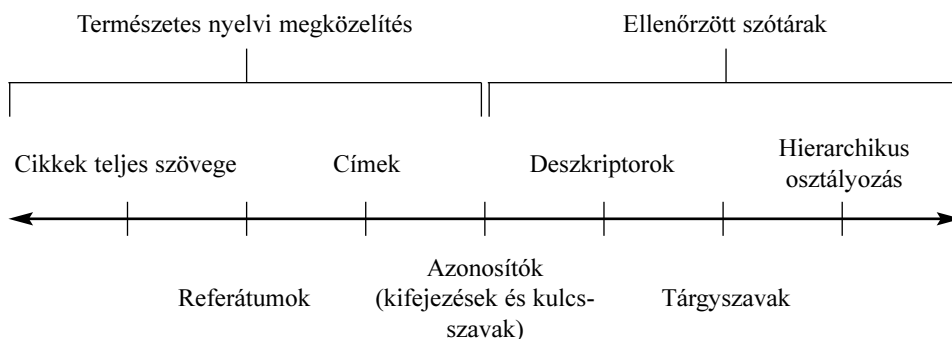 Természetes nyelvi megközelítés
Ellenőrzött szótárak
Cikkek teljes szövege
Címek
Deszkriptorok
Hierarchikus
osztályozás
Referátumok
Azonosítók
(kifejezések és kulcs-
szavak)
Tárgyszavak